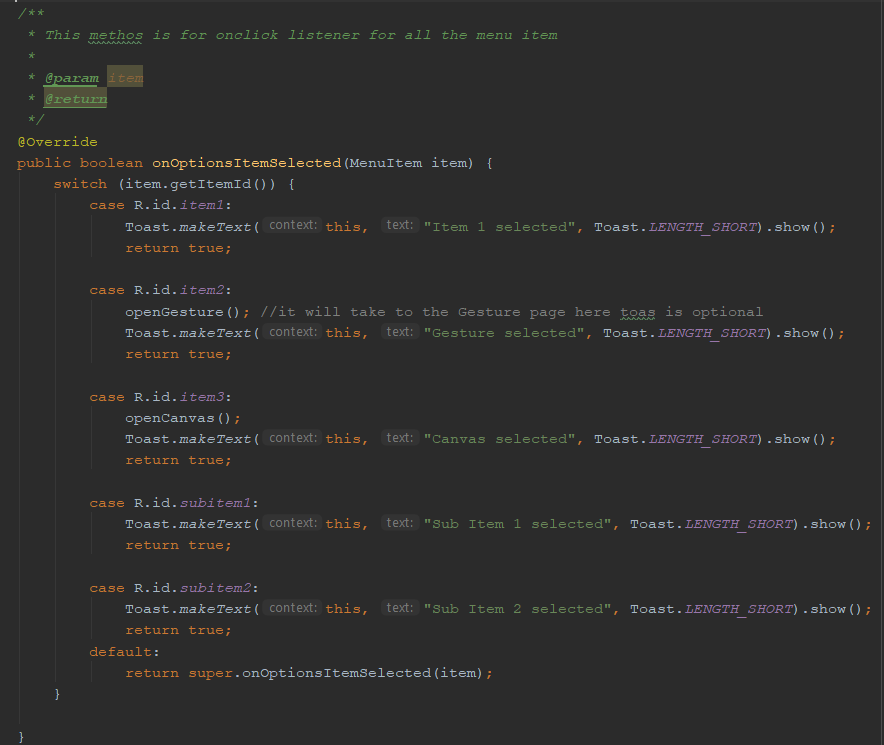 /**
 * This methos is for onclick listener for all the menu item
 *
 * @param item
 * @return
 */
@Override
public boolean onOptionsItemSelected(MenuItem item) {
    switch (item.getItemId()) {
        case R.id.item1:
            Toast.makeText( context: this, text: "Item 1 selected", Toast.LENGTH_SHORT).show();
            return true;

        case R.id.item2:
            openGesture(); //it will take to the Gesture page here toas is optional
            Toast.makeText( context: this, text: "Gesture selected", Toast.LENGTH_SHORT).show();
            return true;

        case R.id.item3:
            openCanvas();
            Toast.makeText( context: this, text: "Canvas selected", Toast.LENGTH_SHORT).show();
            return true;

        case R.id.subitem1:
            Toast.makeText( context: this, text: "Sub Item 1 selected", Toast.LENGTH_SHORT).show();
            return true;

        case R.id.subitem2:
            Toast.makeText( context: this, text: "Sub Item 2 selected", Toast.LENGTH_SHORT).show();
            return true;
        default:
            return super.onOptionsItemSelected(item);
    }

}